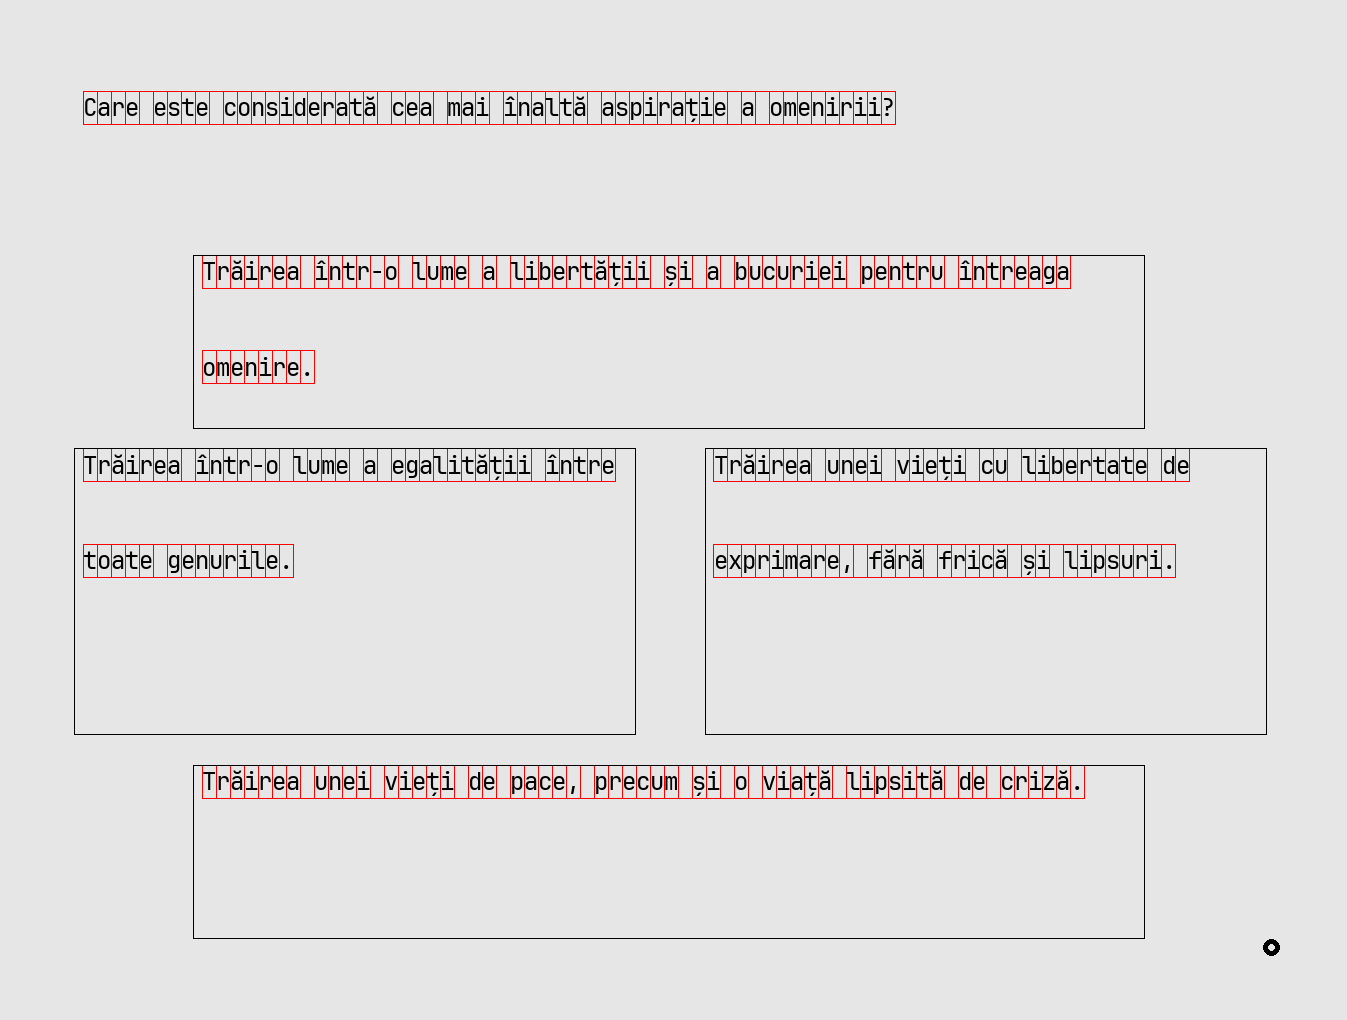 Care este considerată cea mai înaltă aspirație a omenirii?
Trăirea într-o lume a libertății și a bucuriei pentru întreaga
omenire.
Trăirea într-o lume a egalității între
toate genurile.
Trăirea unei vieți cu libertate de
exprimare, fără frică și lipsuri.
Trăirea unei vieți de pace, precum și o viață lipsită de criză.